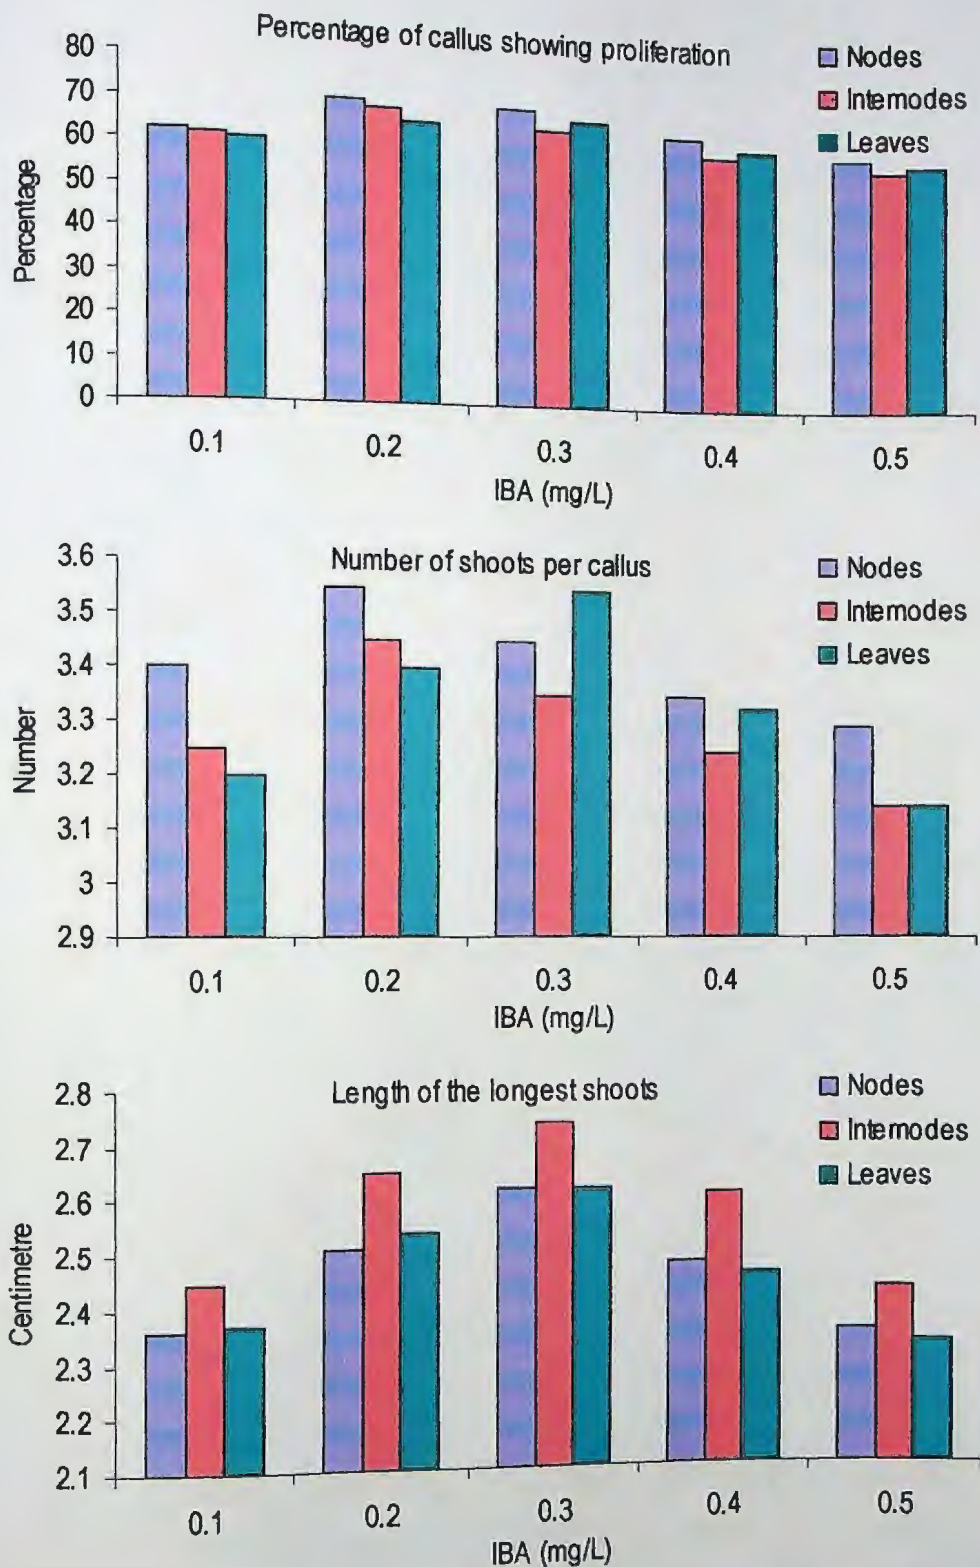 Percentage of callus showing proliferation
Nodes
Internodes
Leaves
Percentage
80
70
60
50
40
30
20
10
0
0.1 0.2 0.3 0.4 0.5
IBA (mg/L)
Number of shoots per callus
Nodes
Internodes
Leaves
Number
3.6
3.5
3.4
3.3
3.2
3.1
3
2.9
0.1 0.2 0.3 0.4 0.5
IBA (mg/L)
Length of the longest shoots
Nodes
Internodes
Leaves
Centimetre
2.8
2.7
2.6
2.5
2.4
2.3
2.2
2.1
0.1 0.2 0.3 0.4 0.5
IBA (mg/L)